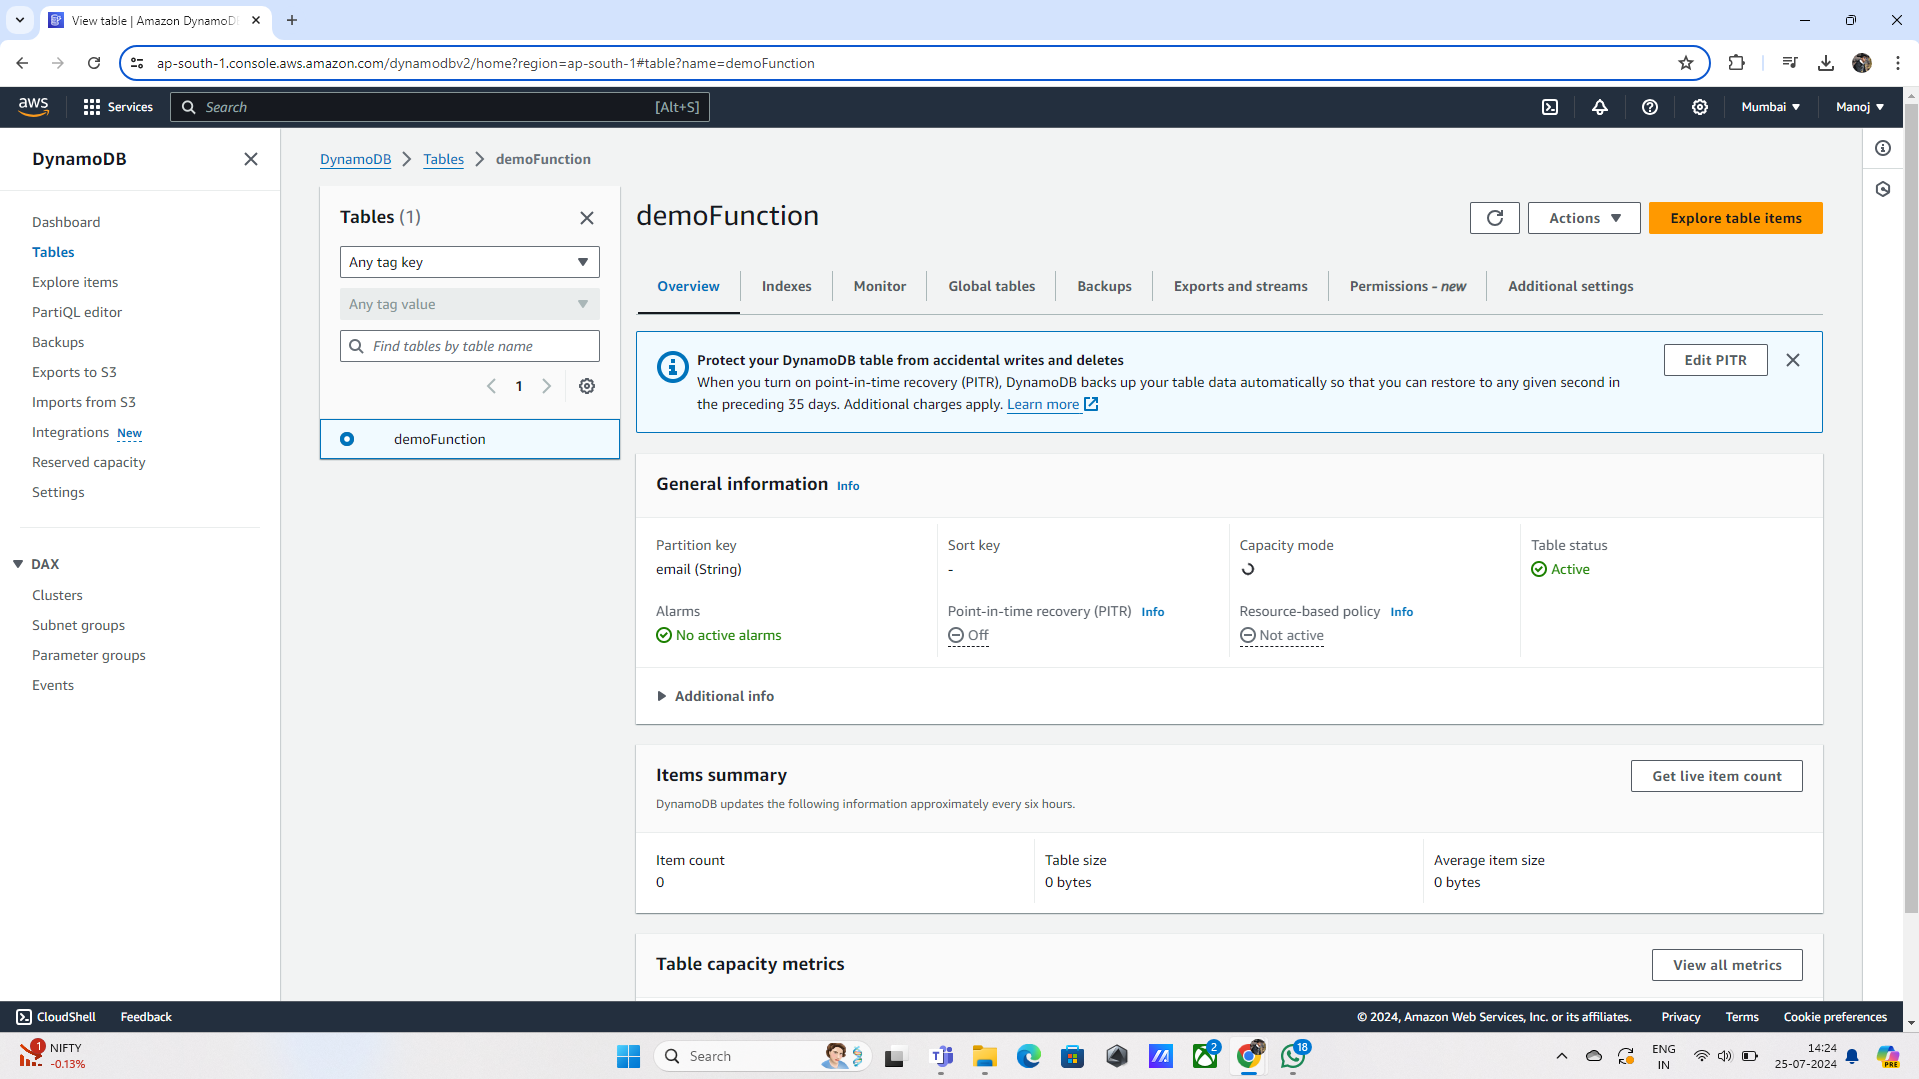 View table | Amazon DynamoDB
ap-south-1.console.aws.amazon.com/dynamodbv2/home?region=ap-south-1#table?name=demoFunction
aws
Services
Search
[Alt+S]
Mumbai
Manoj
DynamoDB
Dashboard
Tables
Explore items
PartiQL editor
Backups
Exports to S3
Imports from S3
Integrations New
Reserved capacity
Settings
DAX
Clusters
Subnet groups
Parameter groups
Events
DynamoDB
Tables
demoFunction
Tables (1)
Any tag key
Any tag value
Find tables by table name
1
demoFunction
demoFunction
Actions
Explore table items
Overview
Indexes
Monitor
Global tables
Backups
Exports and streams
Permissions - new
Additional settings
Protect your DynamoDB table from accidental writes and deletes
When you turn on point-in-time recovery (PITR), DynamoDB backs up your table data automatically so that you can restore to any given second in
the preceding 35 days. Additional charges apply. Learn more
Edit PITR
General information Info
Partition key
email (String)
Sort key
-
Capacity mode
Table status
Active
Alarms
No active alarms
Point-in-time recovery (PITR) Info
Off
Resource-based policy Info
Not active
Additional info
Items summary
Get live item count
DynamoDB updates the following information approximately every six hours.
Item count
0
Table size
0 bytes
Average item size
0 bytes
Table capacity metrics
View all metrics
CloudShell
Feedback
© 2024, Amazon Web Services, Inc. or its affiliates.
Privacy
Terms
Cookie preferences
1
NIFTY
-0.13%
Search
2
18
ENG
IN
14:24
25-07-2024
PRE